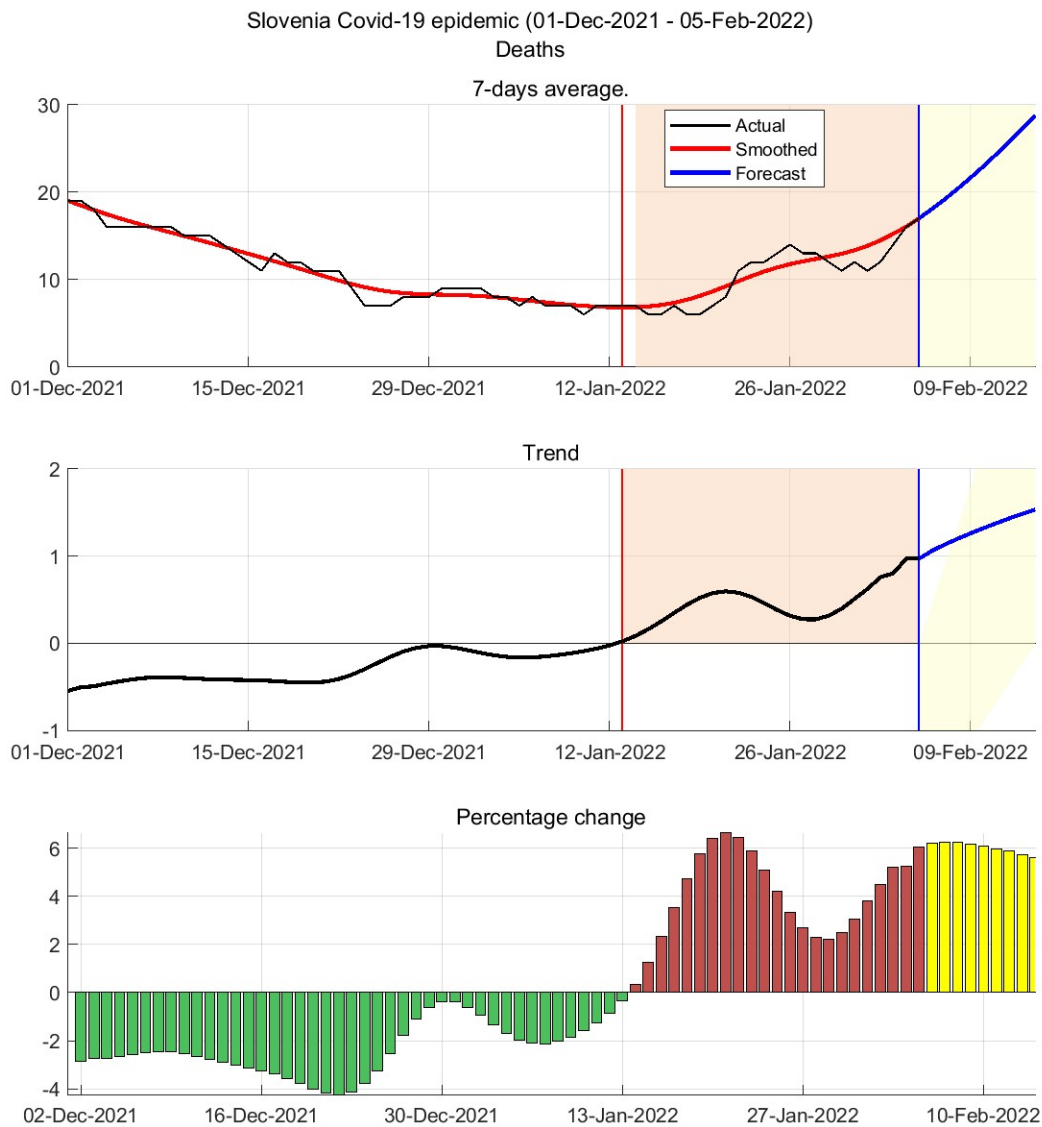 Slovenia Covid-19 epidemic (01-Dec-2021 - 05-Feb-2022)
Deaths
7-days average.
30
20
10
0
Actual
Smoothed
Forecast
01-Dec-2021 15-Dec-2021 29-Dec-2021 12-Jan-2022 26-Jan-2022 09-Feb-2022
Trend
2
1
0
-1
01-Dec-2021 15-Dec-2021 29-Dec-2021 12-Jan-2022 26-Jan-2022 09-Feb-2022
Percentage change
6
4
2
0
-2
-4
02-Dec-2021 16-Dec-2021 30-Dec-2021 13-Jan-2022 27-Jan-2022 10-Feb-2022